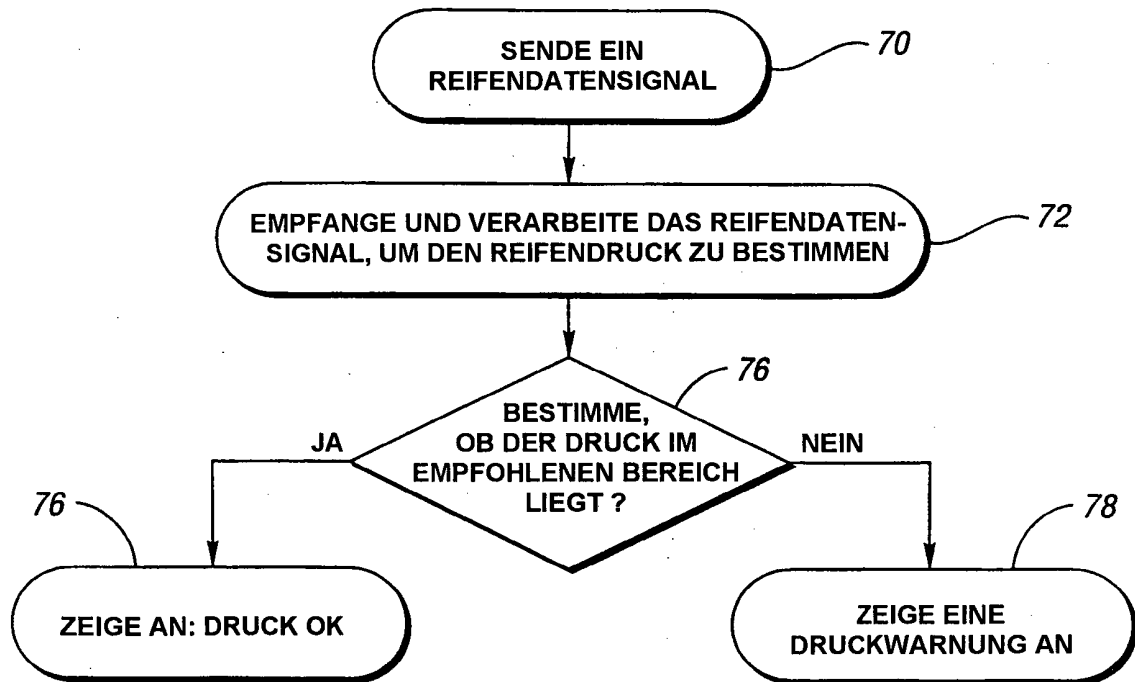 SENDE EIN
REIFENDATENSIGNAL
70
EMPFANGE UND VERARBEITE DAS REIFENDATEN-
SIGNAL, UM DEN REIFENDRUCK ZU BESTIMMEN
72
BESTIMME,
OB DER DRUCK IM
EMPFOHLENEN BEREICH
LIEGT ?
76
JA
NEIN
76
ZEIGE AN: DRUCK OK
78
ZEIGE EINE
DRUCKWARNUNG AN